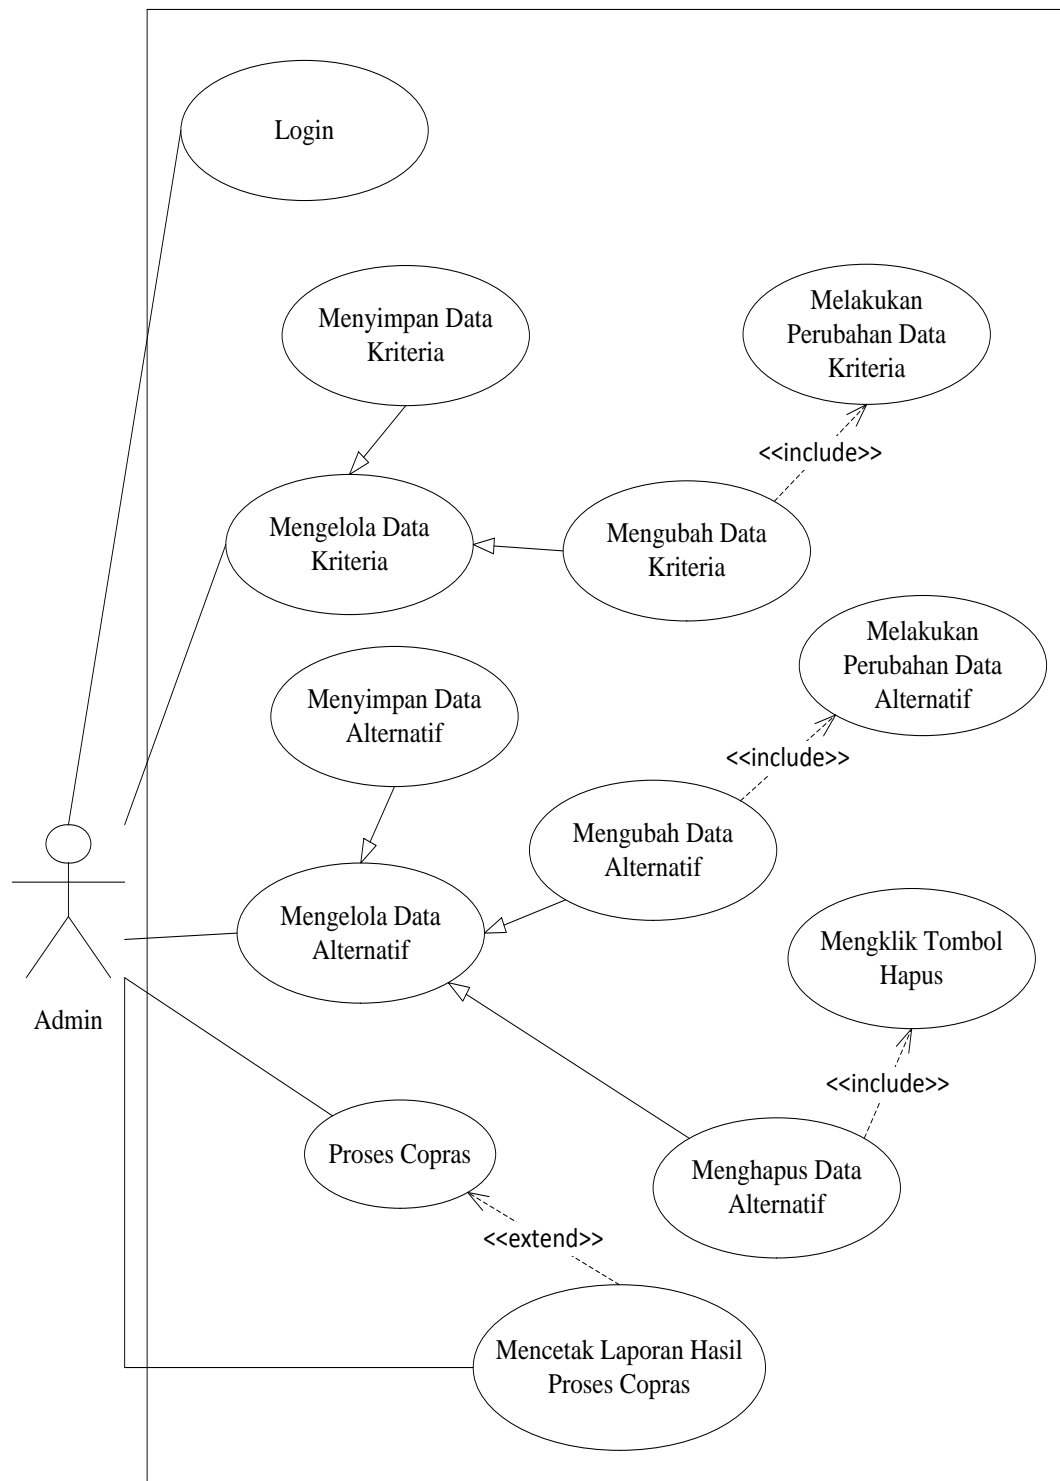 Login
Menyimpan Data
Kriteria
Melakukan
Perubahan Data
Kriteria
<<include>>
Mengelola Data
Kriteria
Mengubah Data
Kriteria
Melakukan
Perubahan Data
Alternatif
Menyimpan Data
Alternatif
<<include>>
Mengubah Data
Alternatif
Mengelola Data
Alternatif
Mengklik Tombol
Hapus
Admin
<<include>>
Proses Copras
Menghapus Data
Alternatif
<<extend>>
Mencetak Laporan Hasil
Proses Copras